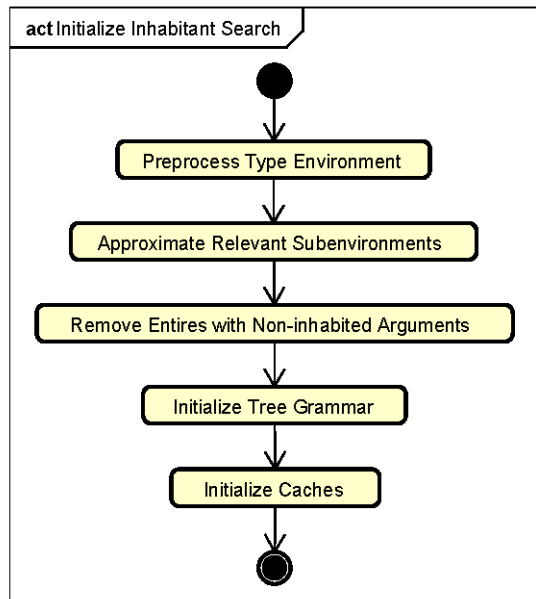 act Initialize Inhabitant Search
Preprocess Type Environment
Approximate Relevant Subenvironments
Remove Entires with Non-inhabited Arguments
Initialize Tree Grammar
Initialize Caches